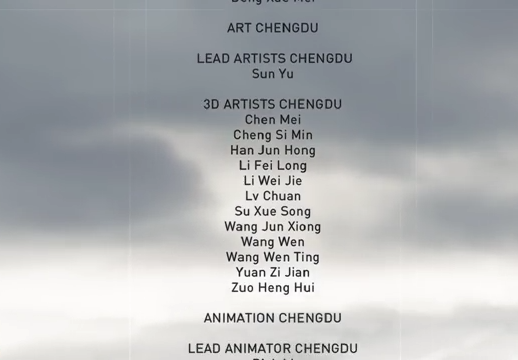 ART CHENGDU
LEAD ARTISTS CHENGDU
Sun Yu
3D ARTISTS CHENGDU
Chen Mei
Cheng Si Min
Han Jun Hong
Li Fei Long
Li Wei Jie
Lv Chuan
Su Xue Song
Wang Jun Xiong
Wang Wen
Wang Wen Ting
Yuan Zi Jian
Zuo Heng Hui
ANIMATION CHENGDU
LEAD ANIMATOR CHENGDU